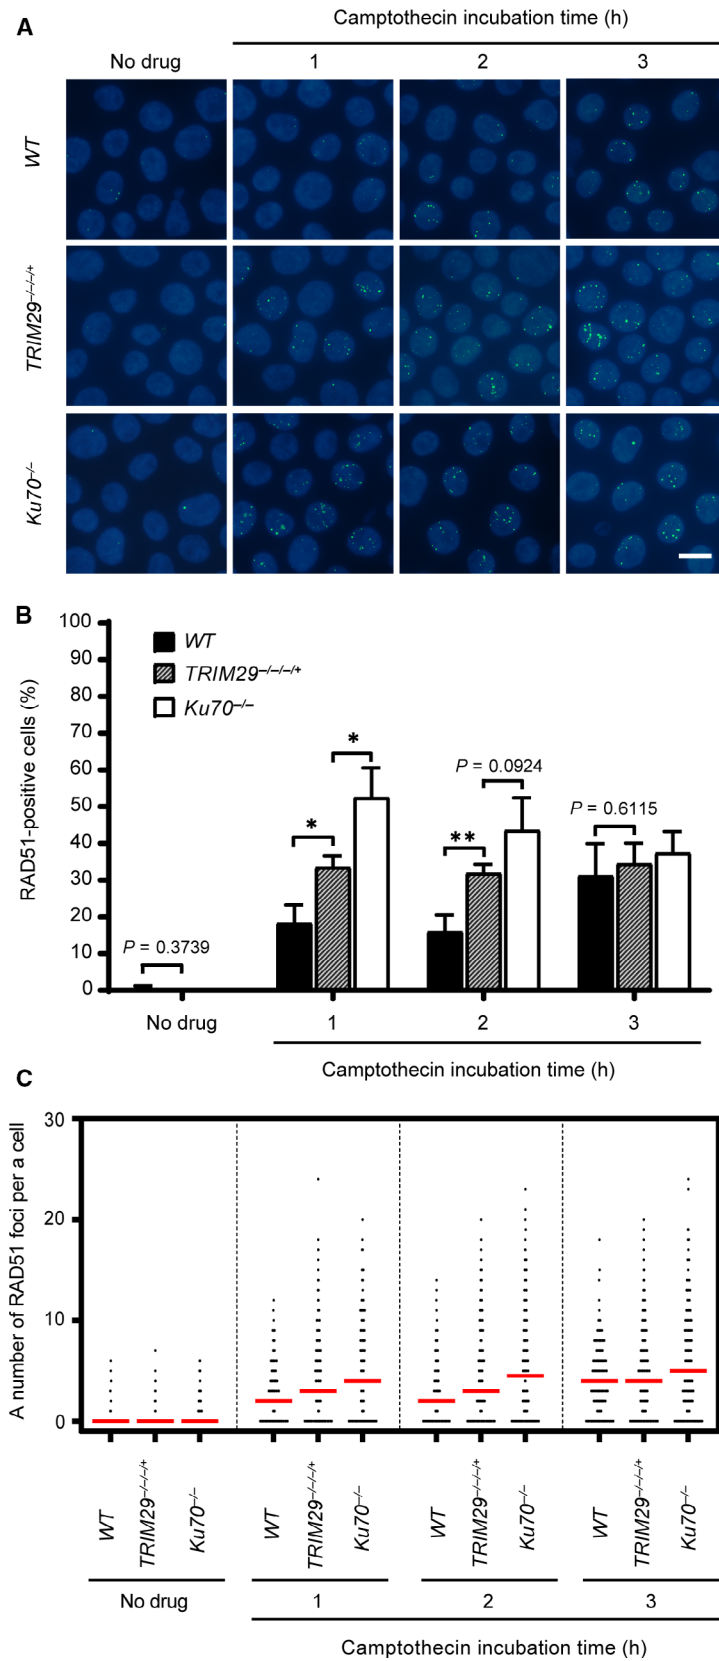 A
Camptothecin incubation time (h)
No drug 1 2 3
WT
TRIM29–/–/–/+
Ku70–/–
B
RAD51-positive cells (%)
100
90
80
70
60
50
40
30
20
10
0
WT
TRIM29–/–/–/+
Ku70–/–
P = 0.3739
*
*
**
P = 0.0924
P = 0.6115
No drug 1 2 3
Camptothecin incubation time (h)
C
A number of RAD51 foci per a cell
30
20
10
0
WT TRIM29–/–/–/+ Ku70–/– WT TRIM29–/–/–/+ Ku70–/– WT TRIM29–/–/–/+ Ku70–/– WT TRIM29–/–/–/+ Ku70–/–
No drug 1 2 3
Camptothecin incubation time (h)